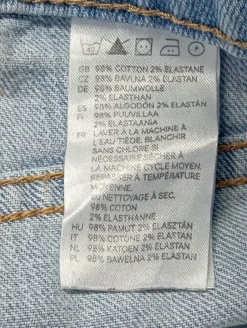 GB 98% COTTON 2% ELASTANE
CZ 98% BAVLNA 2% ELASTAN
DE 98% BAUMWOLLE
2% ELASTHAN
ES 98% ALGODÓN 2% ELASTANO
FI 98% PUUVILLAA
2% ELASTAANIA
FR LAVER À LA MACHINE À
L'EAU TIÈDE. BLANCHIR
SANS CHLORE SI
NÉCESSAIRE. SÉCHER À
LA MACHINE CYCLE MOYEN.
REPASSER À TEMPÉRATURE
MOYENNE.
NETTOYAGE À SEC.
98% COTON
2% ELASTHANNE
HU 98% PAMUT 2% ELASZTÁN
IT 98% COTONE 2% ELASTAN
NL 98% KATOEN 2% ELASTAN
PL 98% BAWEŁNA 2% ELASTAN